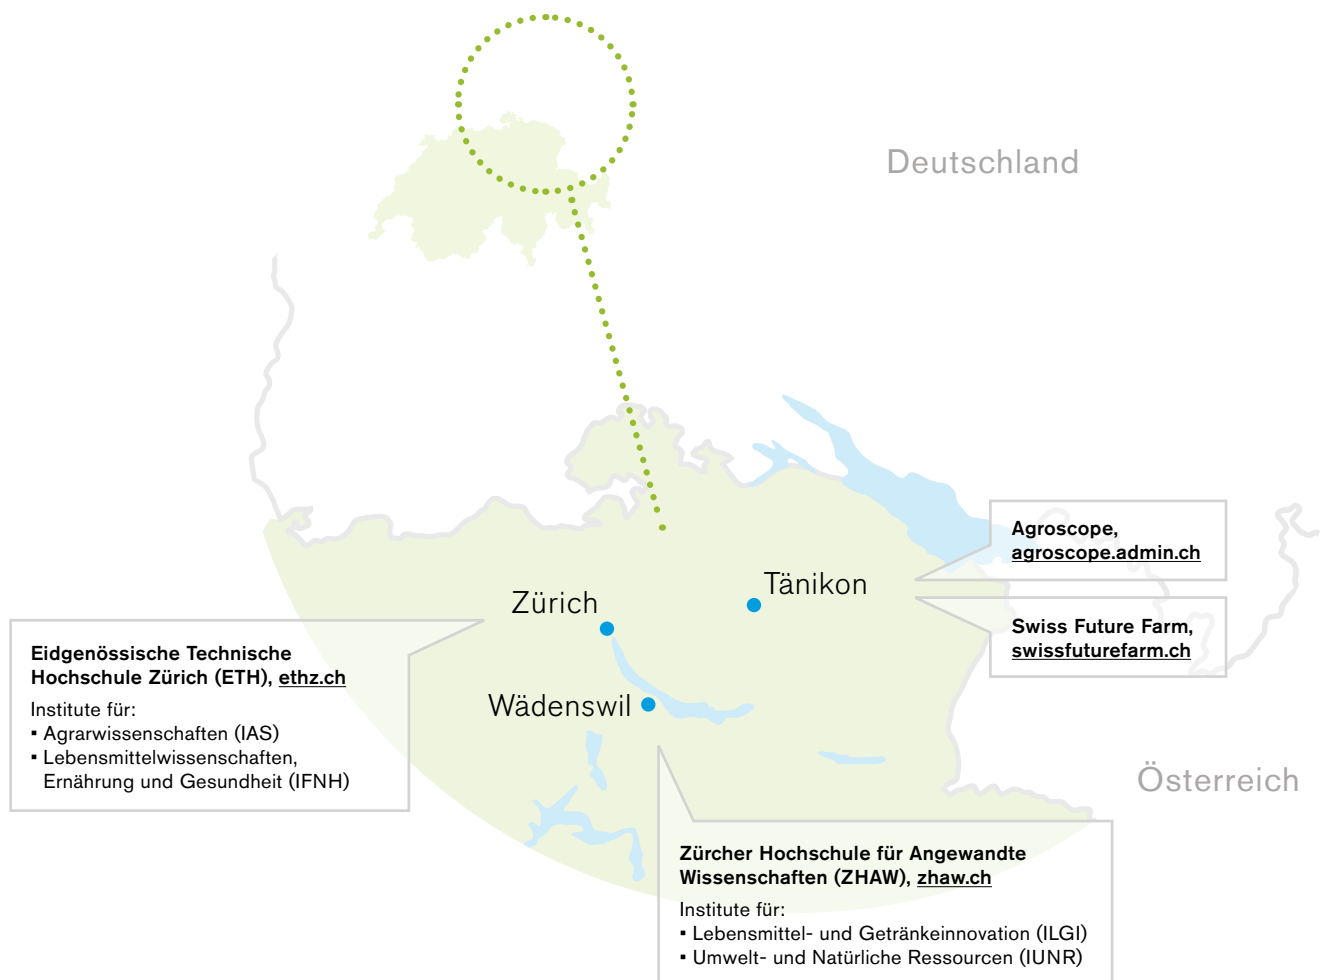 Deutschland
Agroscope,
agroscope.admin.ch
Tänikon
Zürich
Swiss Future Farm,
swissfuturefarm.ch
Eidgenössische Technische
Hochschule Zürich (ETH), ethz.ch
Institute für:
▪ Agrarwissenschaften (IAS)
▪ Lebensmittelwissenschaften,
Ernährung und Gesundheit (IFNH)
Wädenswil
Österreich
Zürcher Hochschule für Angewandte
Wissenschaften (ZHAW), zhaw.ch
Institute für:
▪ Lebensmittel- und Getränkeinnovation (ILGI)
▪ Umwelt- und Natürliche Ressourcen (IUNR)